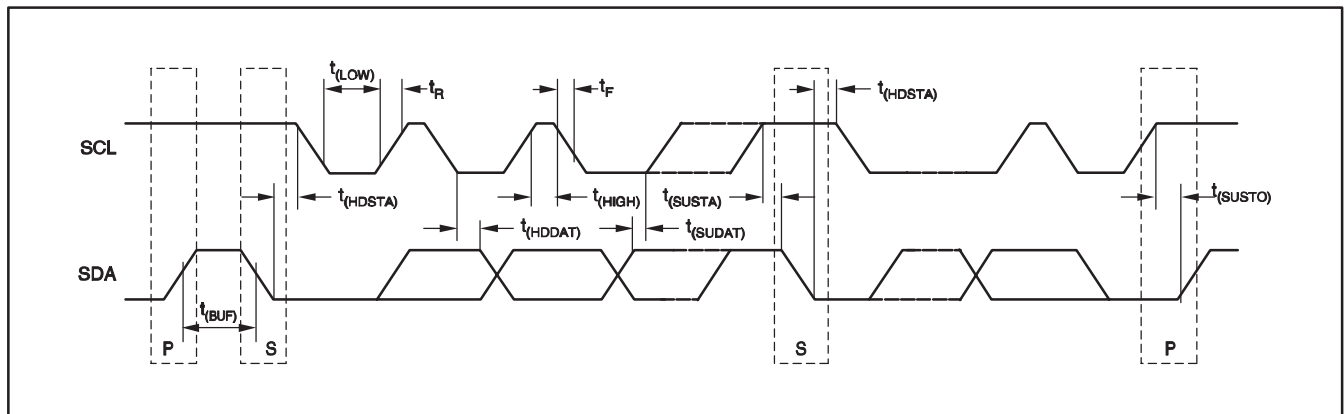 t(LOW)
tR
tF
t(HDSTA)
SCL
t(HDSTA)
t(HIGH)
t(SUSTA)
t(SUSTO)
t(HDDAT)
t(SUDAT)
SDA
t(BUF)
P
S
S
P